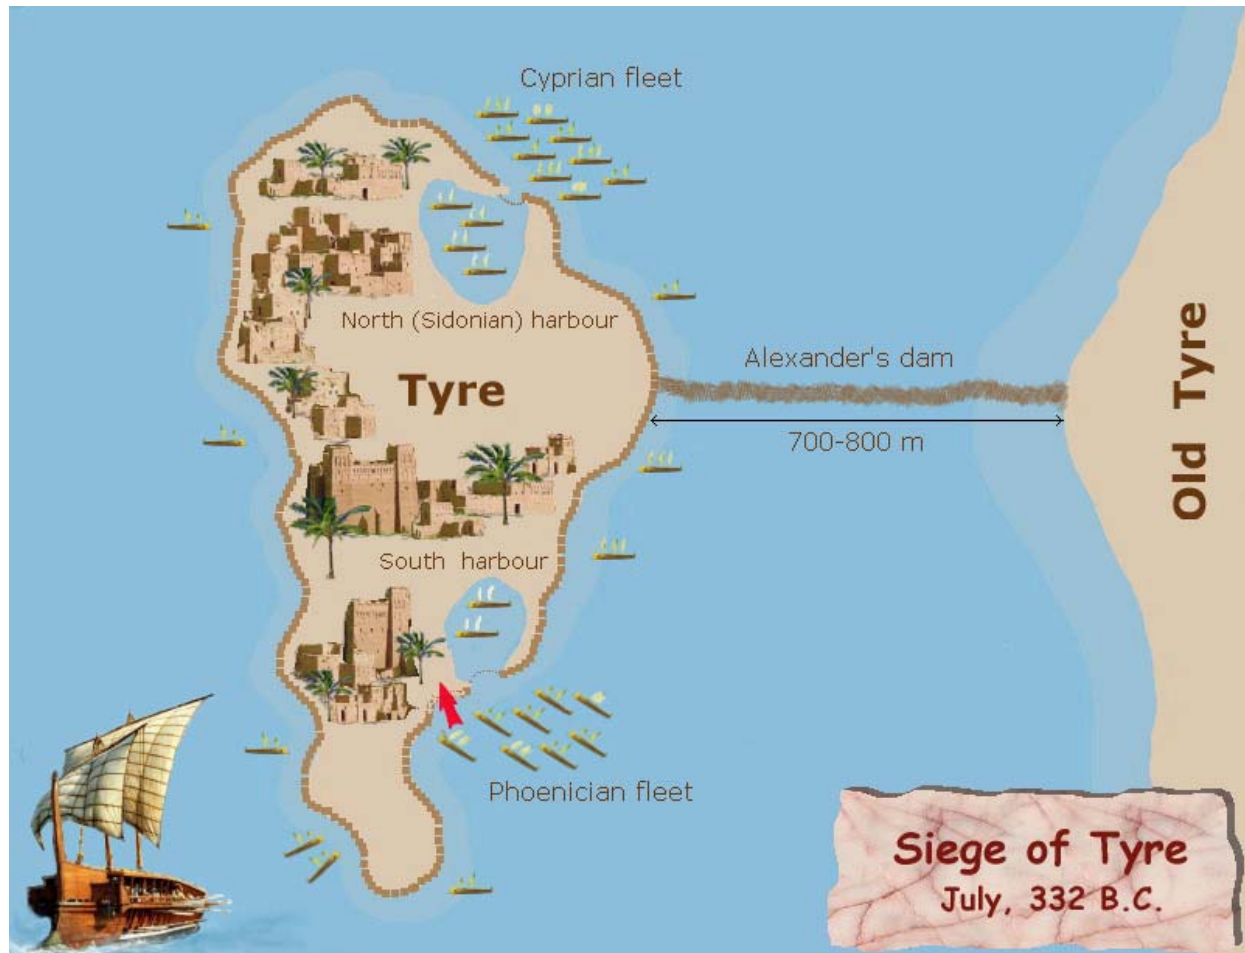 Cyprian fleet
North (Sidonian) harbour
Tyre
Alexander's dam
700-800 m
Old Tyre
South harbour
Phoenician fleet
Siege of Tyre
July, 332 B.C.